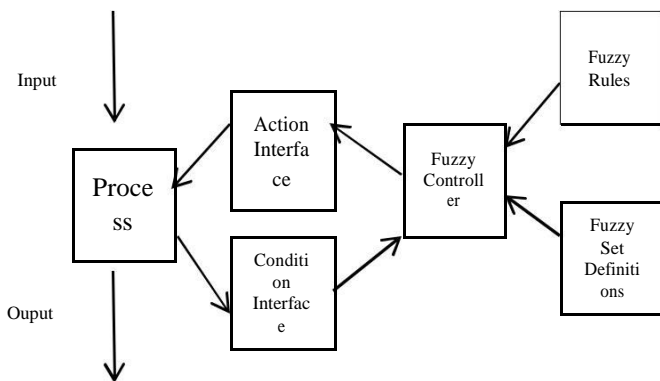 Input
Proce
ss
Ouput
Action
Interfa
ce
Conditi
on
Interfac
e
Fuzzy
Controll
er
Fuzzy
Rules
Fuzzy
Set
Definiti
ons